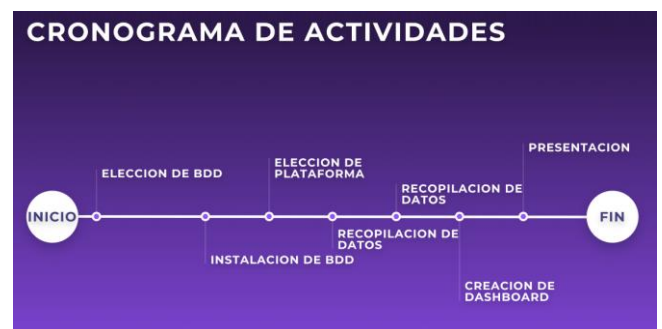 CRONOGRAMA DE ACTIVIDADES
INICIO
ELECCION DE BDD
INSTALACION DE BDD
ELECCION DE
PLATAFORMA
RECOPILACION DE
DATOS
RECOPILACION DE
DATOS
CREACION DE
DASHBOARD
PRESENTACION
FIN